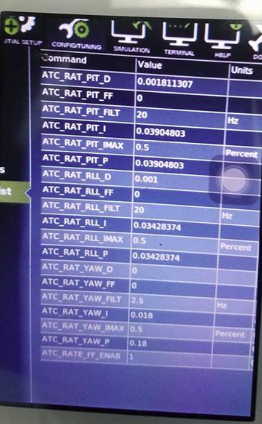 ITIAL SETUP
CONFIG/TUNING
SIMULATION
TERMINAL
HELP
DO
Command Value Units
ATC_RAT_PIT_D 0.001811307
ATC_RAT_PIT_FF 0
ATC_RAT_PIT_FILT 20 Hz
ATC_RAT_PIT_I 0.03904803
ATC_RAT_PIT_IMAX 0.5 Percent
ATC_RAT_PIT_P 0.03904803
ATC_RAT_RLL_D 0.001
ATC_RAT_RLL_FF 0
ATC_RAT_RLL_FILT 20 Hz
ATC_RAT_RLL_I 0.03428374
ATC_RAT_RLL_IMAX 0.5 Percent
ATC_RAT_RLL_P 0.03428374
ATC_RAT_YAW_D 0
ATC_RAT_YAW_FF 0
ATC_RAT_YAW_FILT 2.5 Hz
ATC_RAT_YAW_I 0.018
ATC_RAT_YAW_IMAX 0.5 Percent
ATC_RAT_YAW_P 0.18
ATC_RATE_FF_ENAB 1
s
ist